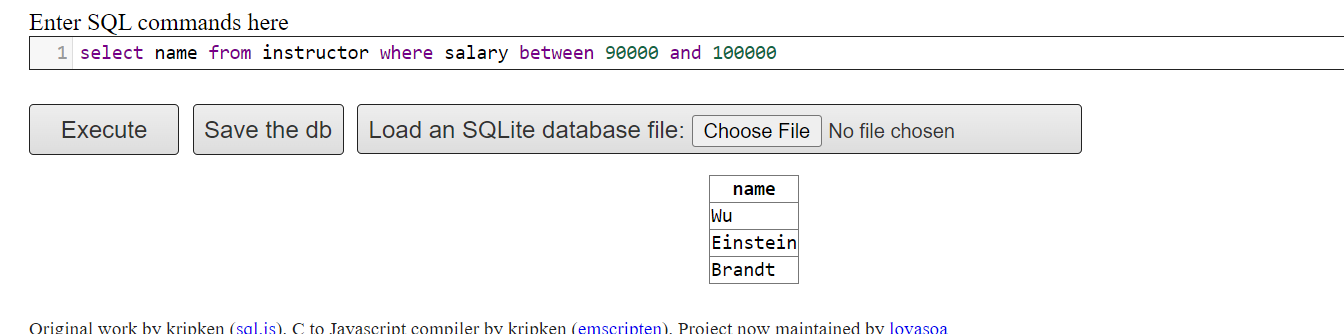 Enter SQL commands here
1 select name from instructor where salary between 90000 and 100000
Execute Save the db Load an SQLite database file: Choose File No file chosen
name
Wu
Einstein
Brandt
Original work by kripken (sql.js). C to Javascript compiler by kripken (emscripten). Project now maintained by lovasoa